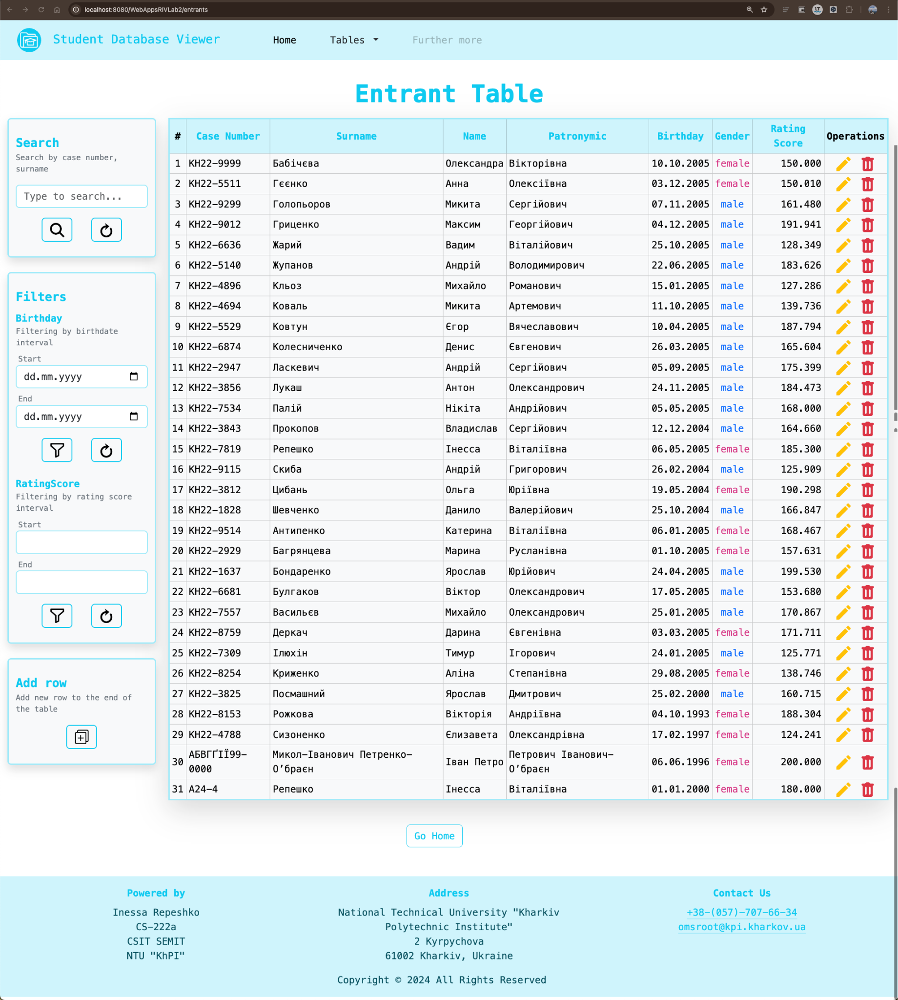 localhost:8080/WebAppsRIVLab2/entrants
Student Database Viewer Home Tables Further more
Entrant Table
Search
Search by case number,
surname
Type to search...
Filters
Birthday
Filtering by birthdate
interval
Start
dd.mm.yyyy
End
dd.mm.yyyy
RatingScore
Filtering by rating score
interval
Start
End
Add row
Add new row to the end of
the table
# Case Number Surname Name Patronymic Birthday Gender Rating Score Operations
1 КН22-9999 Бабічєва Олександра Вікторівна 10.10.2005 female 150.000
2 КН22-5511 Гєєнко Анна Олексіївна 03.12.2005 female 150.010
3 КН22-9299 Голопьоров Микита Сергійович 07.11.2005 male 161.480
4 КН22-9012 Гриценко Максим Георгійович 04.12.2005 male 191.941
5 КН22-6636 Жарий Вадим Віталійович 25.10.2005 male 128.349
6 КН22-5140 Жупанов Андрій Володимирович 22.06.2005 male 183.626
7 КН22-4896 Кльоз Михайло Романович 15.01.2005 male 127.286
8 КН22-4694 Коваль Микита Артемович 11.10.2005 male 139.736
9 КН22-5529 Ковтун Єгор Вячеславович 10.04.2005 male 187.794
10 КН22-6874 Колесниченко Денис Євгенович 26.03.2005 male 165.604
11 КН22-2947 Ласкевич Андрій Сергійович 05.09.2005 male 175.399
12 КН22-3856 Лукаш Антон Олександрович 24.11.2005 male 184.473
13 КН22-7534 Палій Нікіта Андрійович 05.05.2005 male 168.000
14 КН22-3843 Прокопов Владислав Сергійович 12.12.2004 male 164.660
15 КН22-7819 Репешко Інесса Віталіївна 06.05.2005 female 185.300
16 КН22-9115 Скиба Андрій Григорович 26.02.2004 male 125.909
17 КН22-3812 Цибань Ольга Юріївна 19.05.2004 female 190.298
18 КН22-1828 Шевченко Данило Валерійович 25.10.2004 male 166.847
19 КН22-9514 Антипенко Катерина Віталіївна 06.01.2005 female 168.467
20 КН22-2929 Багрянцева Марина Русланівна 01.10.2005 female 157.631
21 КН22-1637 Бондаренко Ярослав Юрійович 24.04.2005 male 199.530
22 КН22-6681 Булгаков Віктор Олександрович 17.05.2005 male 153.680
23 КН22-7557 Васильєв Михайло Олександрович 25.01.2005 male 170.867
24 КН22-8759 Деркач Дарина Євгенівна 03.03.2005 female 171.711
25 КН22-7309 Ілюхін Тимур Ігорович 24.01.2005 male 125.771
26 КН22-8254 Криженко Аліна Степанівна 29.08.2005 female 138.746
27 КН22-3825 Посмашний Ярослав Дмитрович 25.02.2000 male 160.715
28 КН22-8153 Рожкова Вікторія Андріївна 04.10.1993 female 188.304
29 КН22-4788 Сизоненко Єлизавета Олександрівна 17.02.1997 female 124.241
30 АБВГҐІЇ99-0000 Микол-Іванович Петренко-О’браєн Іван Петро Петрович Іванович-О’браєн 06.06.1996 female 200.000
31 А24-4 Репешко Інесса Віталіївна 01.01.2000 female 180.000
Go Home
Powered by
Inessa Repeshko
CS-222a
CSIT SEMIT
NTU "KhPI"
Address
National Technical University "Kharkiv
Polytechnic Institute"
2 Kyrpychova
61002 Kharkiv, Ukraine
Contact Us
+38-(057)-707-66-34
omsroot@kpi.kharkov.ua
Copyright © 2024 All Rights Reserved